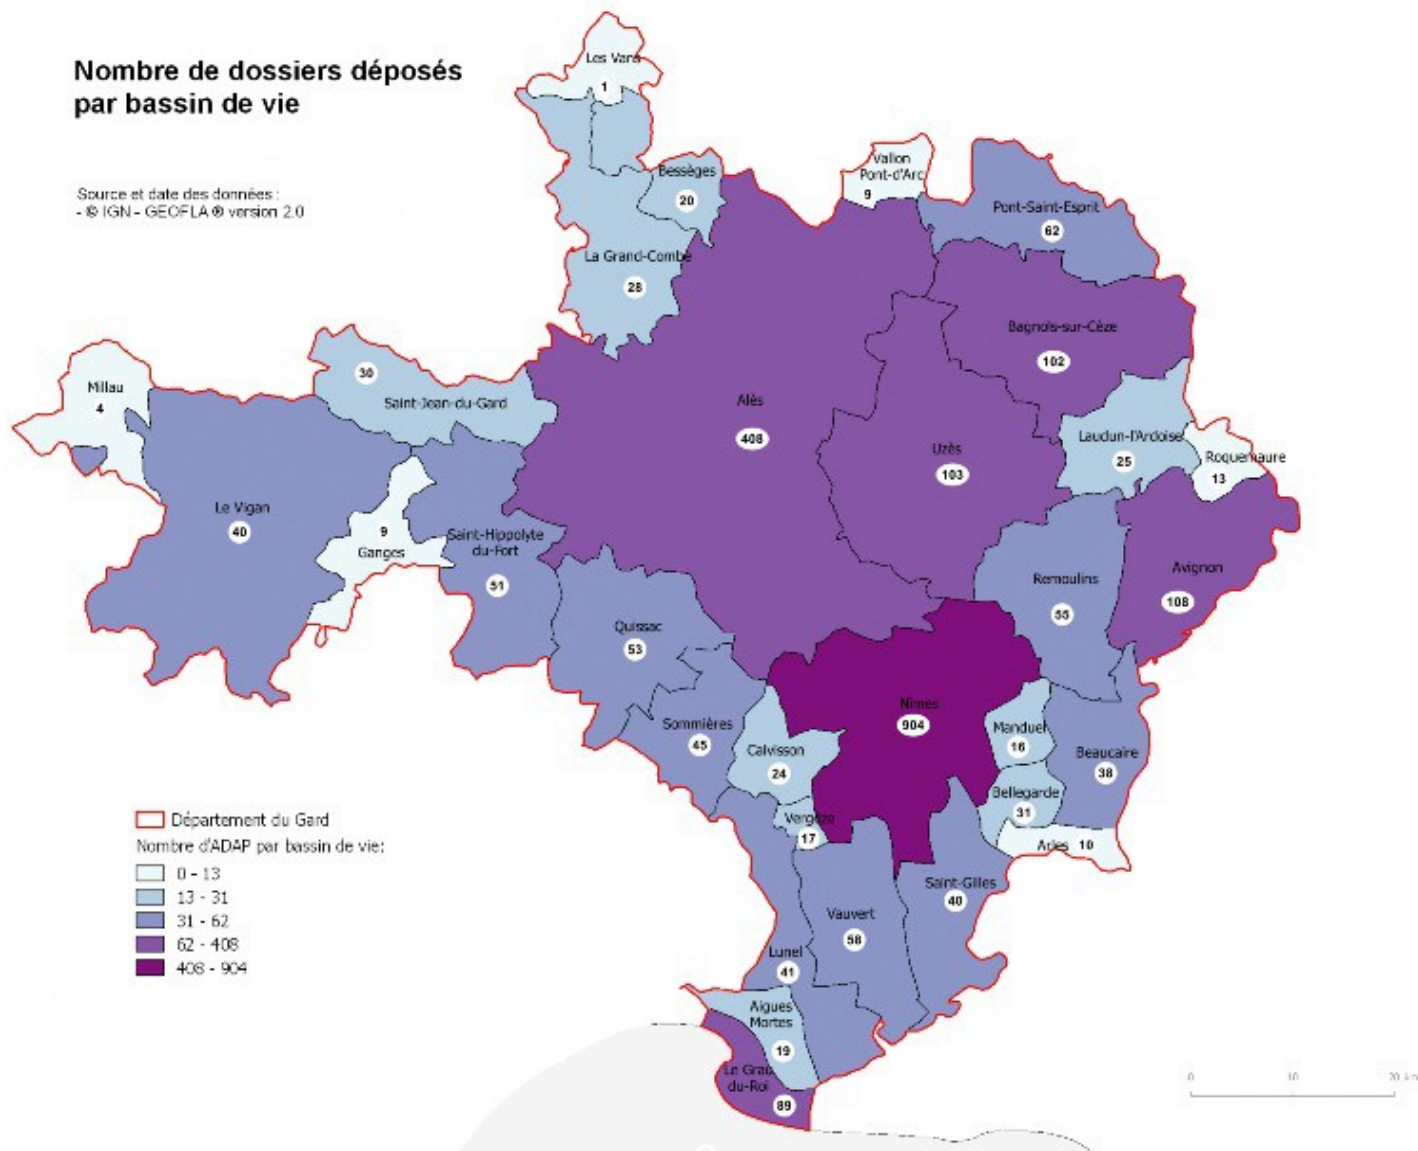 Nombre de dossiers déposés
par bassin de vie
Source et date des données :
- © IGN - GEOFLA ® version 2.0
Les Vans
1
Bessèges
20
Vallon
Pont-d'Arc
9
Pont-Saint-Esprit
62
La Grand-Combe
28
Bagnols-sur-Cèze
102
Millau
4
30
Saint-Jean-du-Gard
Alès
408
Uzès
103
Laudun-l'Ardoise
25
Roquemaure
13
Le Vigan
40
9
Ganges
Saint-Hippolyte
du-Fort
51
Remoulins
55
Avignon
108
Quissac
53
Sommières
45
Nîmes
904
Calvisson
24
Manduel
16
Beaucaire
38
Bellegarde
31
Vergèze
17
Arles 10
Saint-Gilles
40
Vauvert
58
Lunel
41
Aigues
Mortes
19
Le Grau
du-Roi
89
Département du Gard
Nombre d'ADAP par bassin de vie:
0 - 13
13 - 31
31 - 62
62 - 408
408 - 904
0 10 20 km